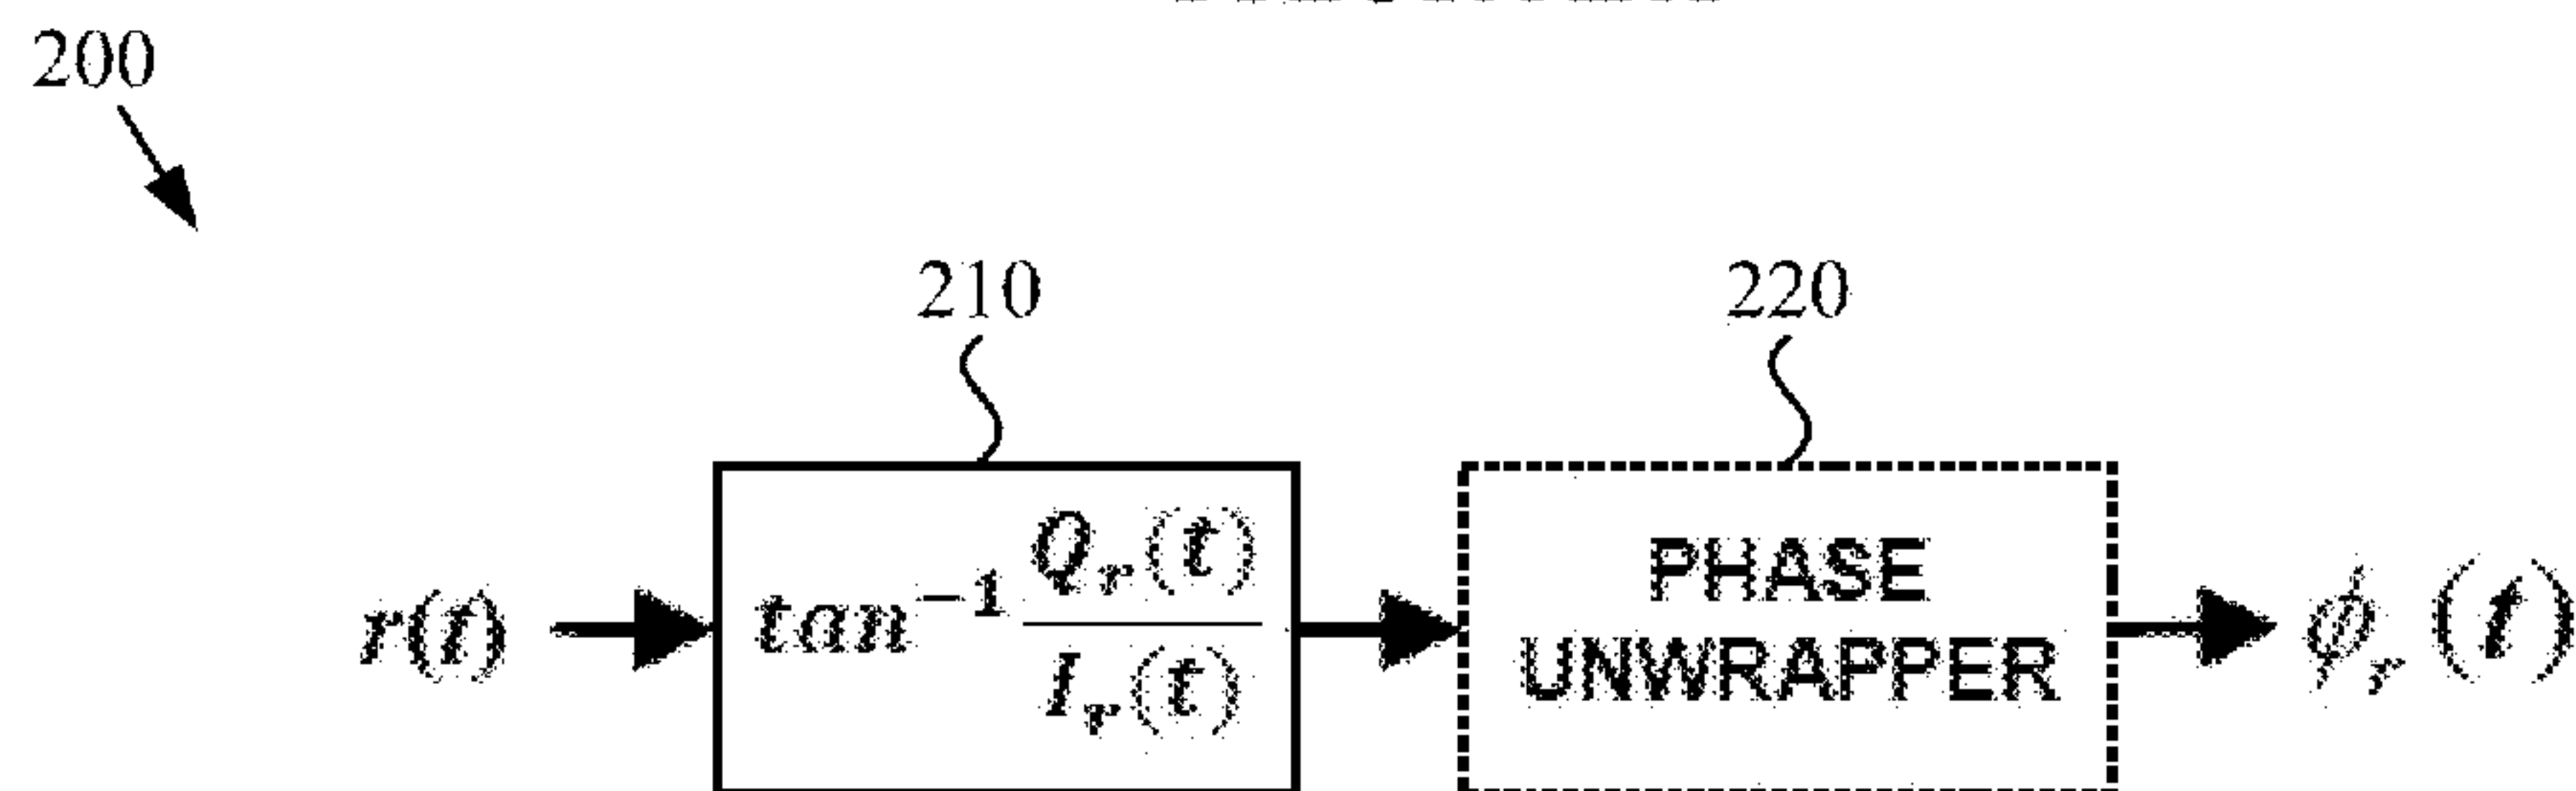 200
210 220
r(t) tan⁻¹ Qᵣ(t) / Iᵣ(t) PHASE UNWRAPPER ϕᵣ(t)